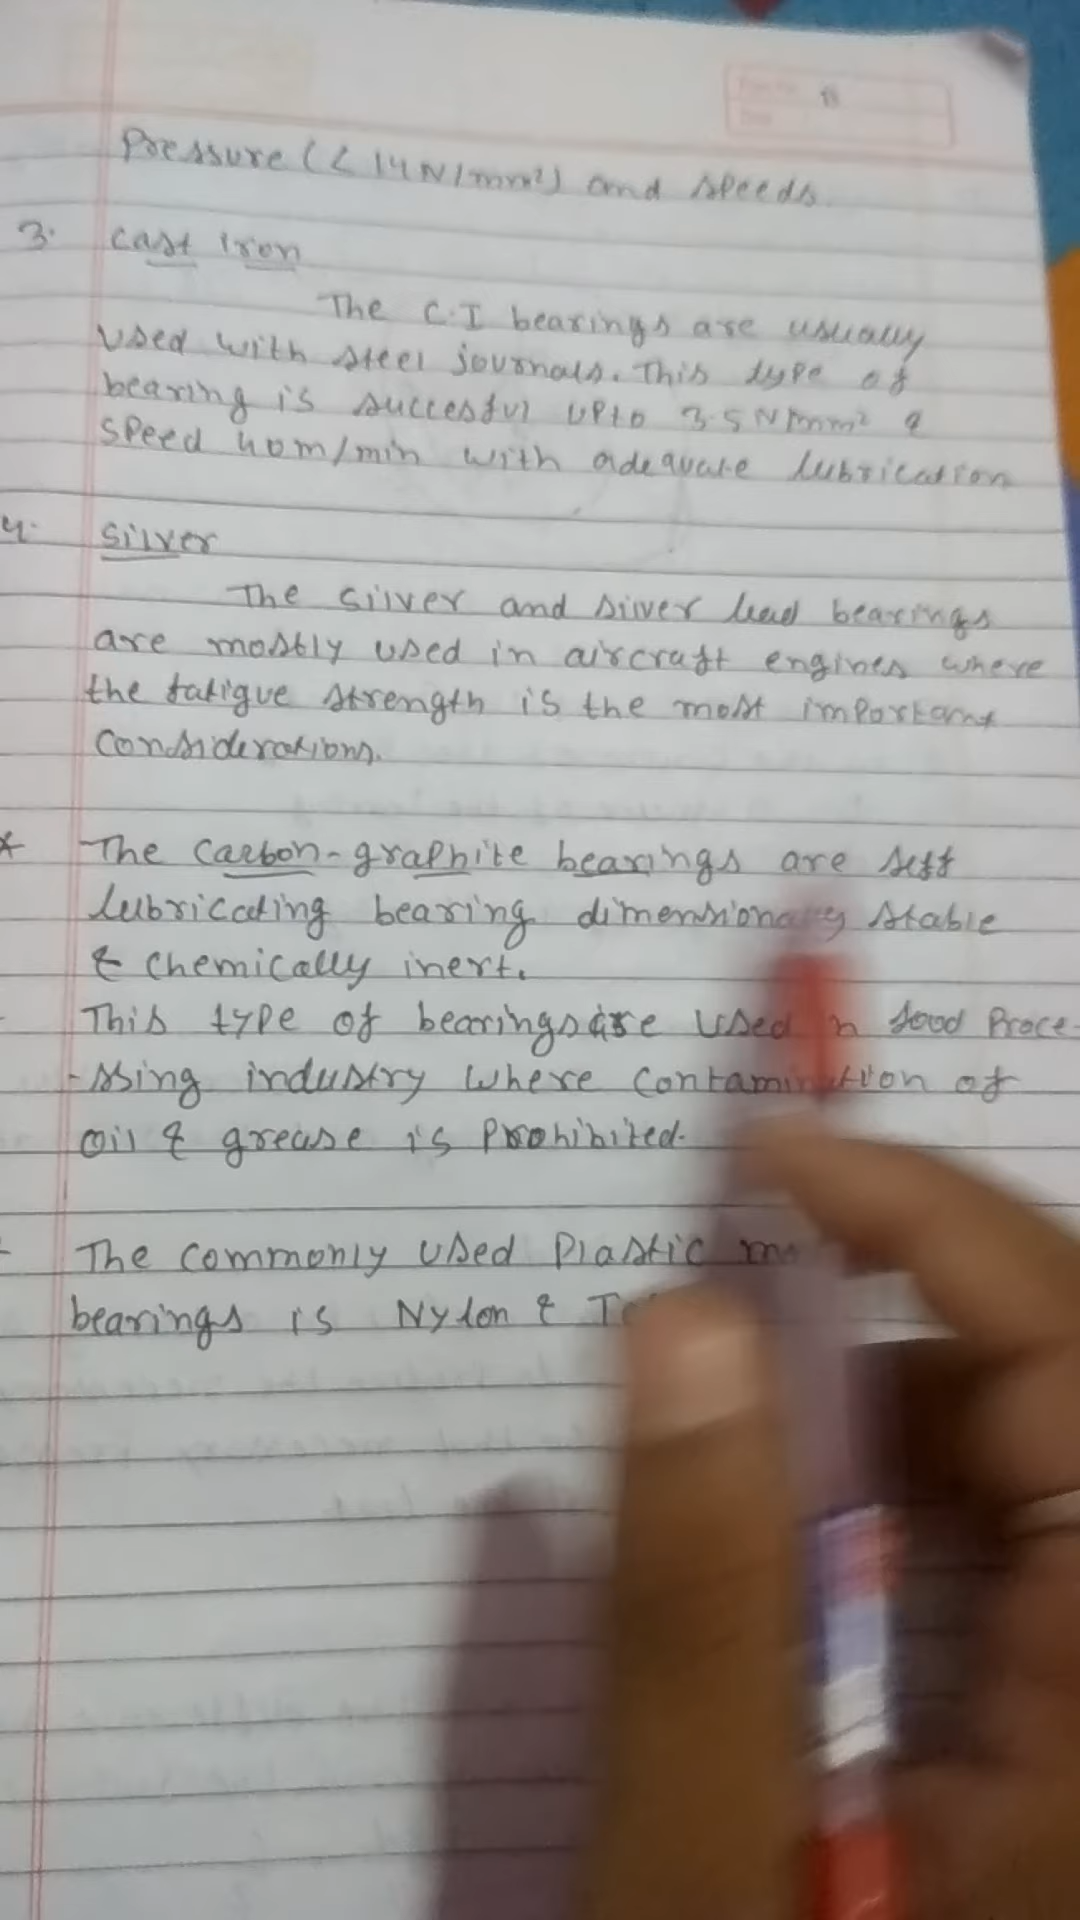 Pressure (< 14 N/mm²) and speeds.
3. Cast Iron
The C.I bearings are usually
used with steel journals. This type of
bearing is succesful upto 3.5 N/mm² &
speed 40m/min with adequate lubrication
4. Silver
The silver and silver lead bearings
are mostly used in aircraft engines where
the fatigue strength is the most important
considerations.
* The carbon-graphite bearings are self
lubricating bearing dimensionaly stable
& chemically inert.
This type of bearings are used in food Proce-
-ssing industry where contamination of
oil & grease is Prohibited.
The commonly used Plastic
bearings is Nylon &